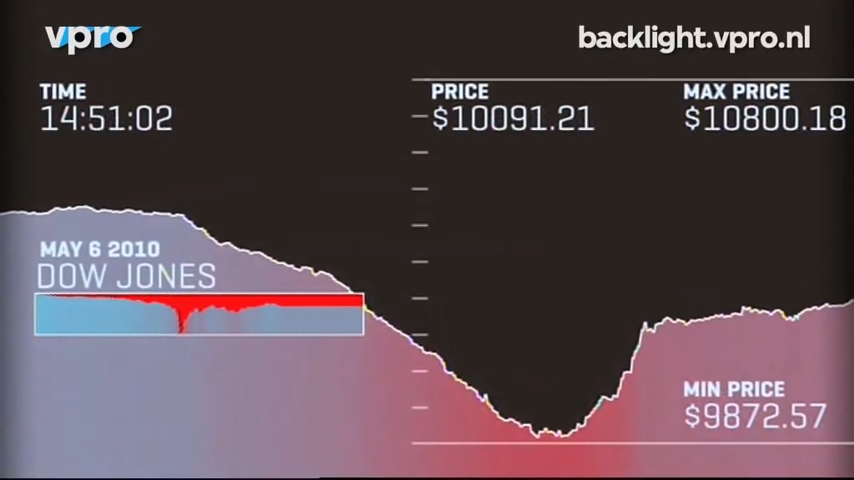 vpro
backlight.vpro.nl
TIME
14:51:02
PRICE
$10091.21
MAX PRICE
$10800.18
MAY 6 2010
DOW JONES
MIN PRICE
$9872.57